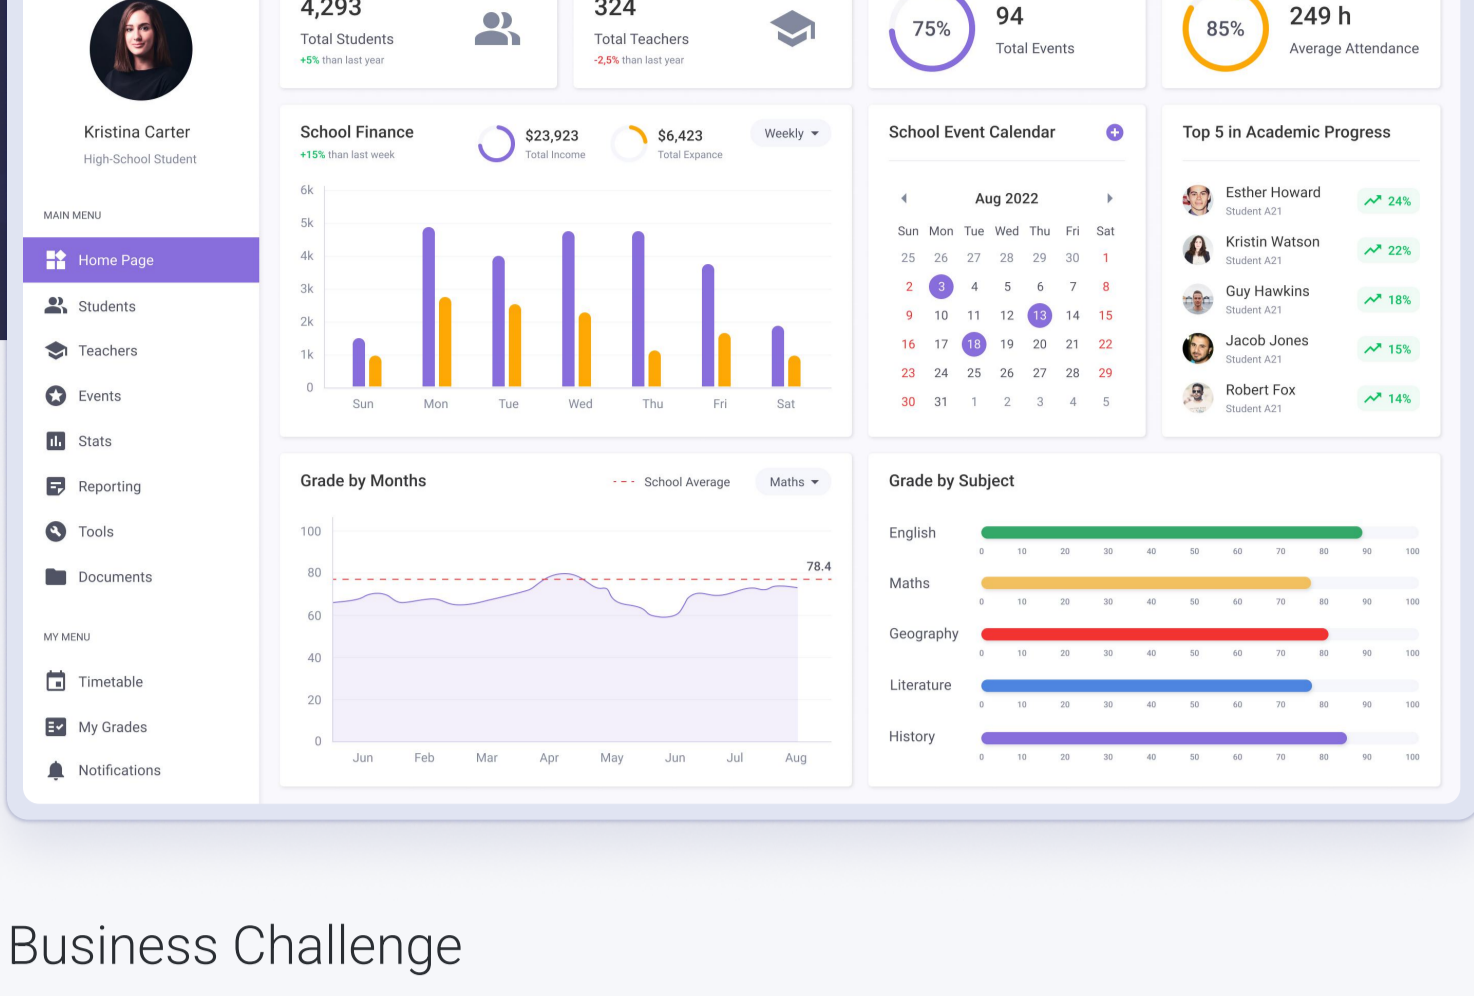 4,293
Total Students
+5% than last year
324
Total Teachers
-2,5% than last year
75%
94
Total Events
85%
249 h
Average Attendance
Kristina Carter
High-School Student
MAIN MENU
Home Page
Students
Teachers
Events
Stats
Reporting
Tools
Documents
MY MENU
Timetable
My Grades
Notifications
School Finance
+15% than last week
$23,923
Total Income
$6,423
Total Expance
Weekly
6k
5k
4k
3k
2k
1k
0
Sun Mon Tue Wed Thu Fri Sat
School Event Calendar
Aug 2022
Sun Mon Tue Wed Thu Fri Sat
25 26 27 28 29 30 1
2 3 4 5 6 7 8
9 10 11 12 13 14 15
16 17 18 19 20 21 22
23 24 25 26 27 28 29
30 31 1 2 3 4 5
Top 5 in Academic Progress
Esther Howard
Student A21
24%
Kristin Watson
Student A21
22%
Guy Hawkins
Student A21
18%
Jacob Jones
Student A21
15%
Robert Fox
Student A21
14%
Grade by Months
School Average
Maths
100
80
60
40
20
0
78.4
Jun Feb Mar Apr May Jun Jul Aug
Grade by Subject
English
0 10 20 30 40 50 60 70 80 90 100
Maths
0 10 20 30 40 50 60 70 80 90 100
Geography
0 10 20 30 40 50 60 70 80 90 100
Literature
0 10 20 30 40 50 60 70 80 90 100
History
0 10 20 30 40 50 60 70 80 90 100
Business Challenge